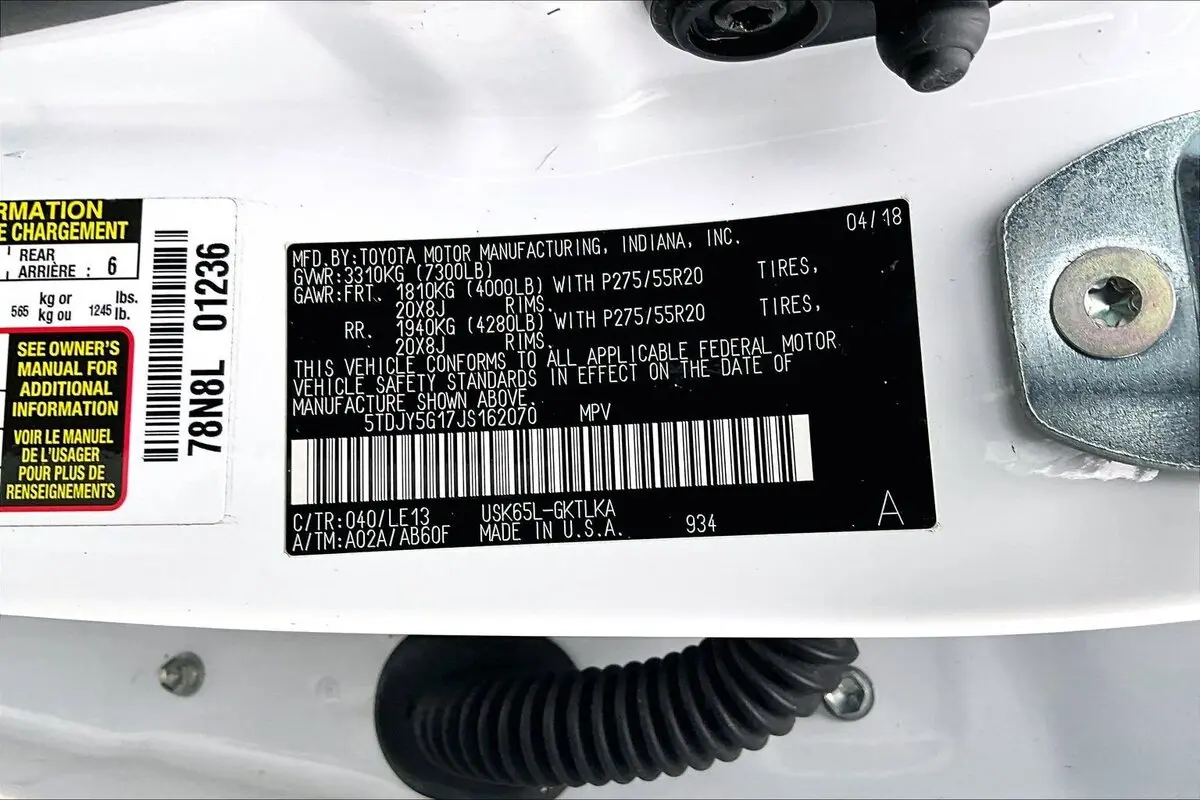 RMATION
E CHARGEMENT
REAR
ARRIÈRE : 6
565 kg or
kg ou 1245 lbs.
lb.
SEE OWNER'S
MANUAL FOR
ADDITIONAL
INFORMATION
VOIR LE MANUEL
DE L'USAGER
POUR PLUS DE
RENSEIGNEMENTS
78N8L 01236
04/18
MFD.BY:TOYOTA MOTOR MANUFACTURING, INDIANA, INC.
GVWR:3310KG (7300LB)
GAWR:FRT. 1810KG (4000LB) WITH P275/55R20 TIRES,
20X8J RIMS.
RR. 1940KG (4280LB) WITH P275/55R20 TIRES,
20X8J RIMS.
THIS VEHICLE CONFORMS TO ALL APPLICABLE FEDERAL MOTOR
VEHICLE SAFETY STANDARDS IN EFFECT ON THE DATE OF
MANUFACTURE SHOWN ABOVE.
5TDJY5G17JS162070 MPV
C/TR:040/LE13 USK65L-GKTLKA
A/TM:A02A/AB60F MADE IN U.S.A. 934 A